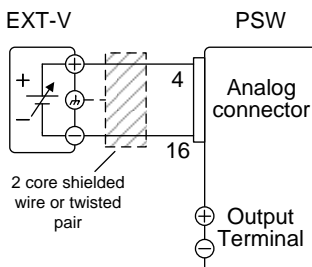 EXT-V
PSW
+
−
4
16
Analog
connector
2 core shielded
wire or twisted
pair
Output
Terminal